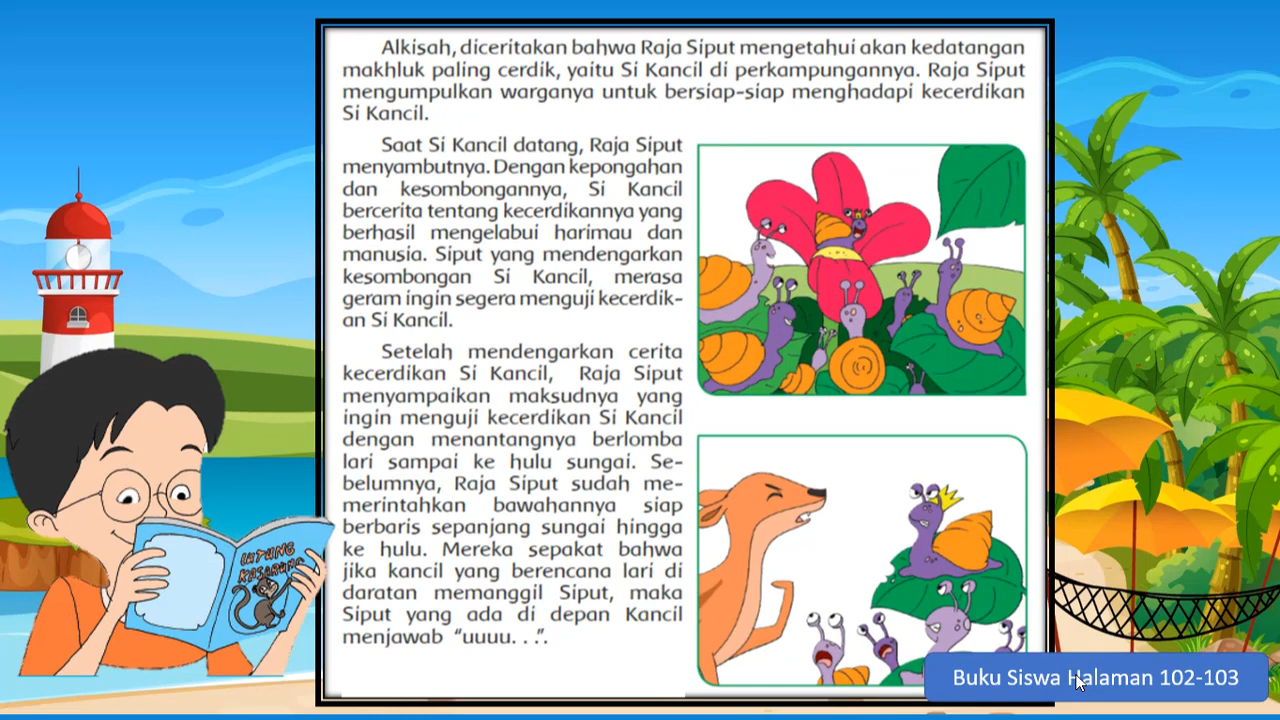 Alkisah, diceritakan bahwa Raja Siput mengetahui akan kedatangan
makhluk paling cerdik, yaitu Si Kancil di perkampungannya. Raja Siput
mengumpulkan warganya untuk bersiap-siap menghadapi kecerdikan
Si Kancil.
Saat Si Kancil datang, Raja Siput
menyambutnya. Dengan kepongahan
dan kesombongannya, Si Kancil
bercerita tentang kecerdikannya yang
berhasil mengelabui harimau dan
manusia. Siput yang mendengarkan
kesombongan Si Kancil, merasa
geram ingin segera menguji kecerdik-
an Si Kancil.
Setelah mendengarkan cerita
kecerdikan Si Kancil, Raja Siput
menyampaikan maksudnya yang
ingin menguji kecerdikan Si Kancil
dengan menantangnya berlomba
lari sampai ke hulu sungai. Se-
belumnya, Raja Siput sudah me-
merintahkan bawahannya siap
berbaris sepanjang sungai hingga
ke hulu. Mereka sepakat bahwa
jika kancil yang berencana lari di
daratan memanggil Siput, maka
Siput yang ada di depan Kancil
menjawab “uuuu. . .”.
LUTUNG
KASARUNG
Buku Siswa Halaman 102-103